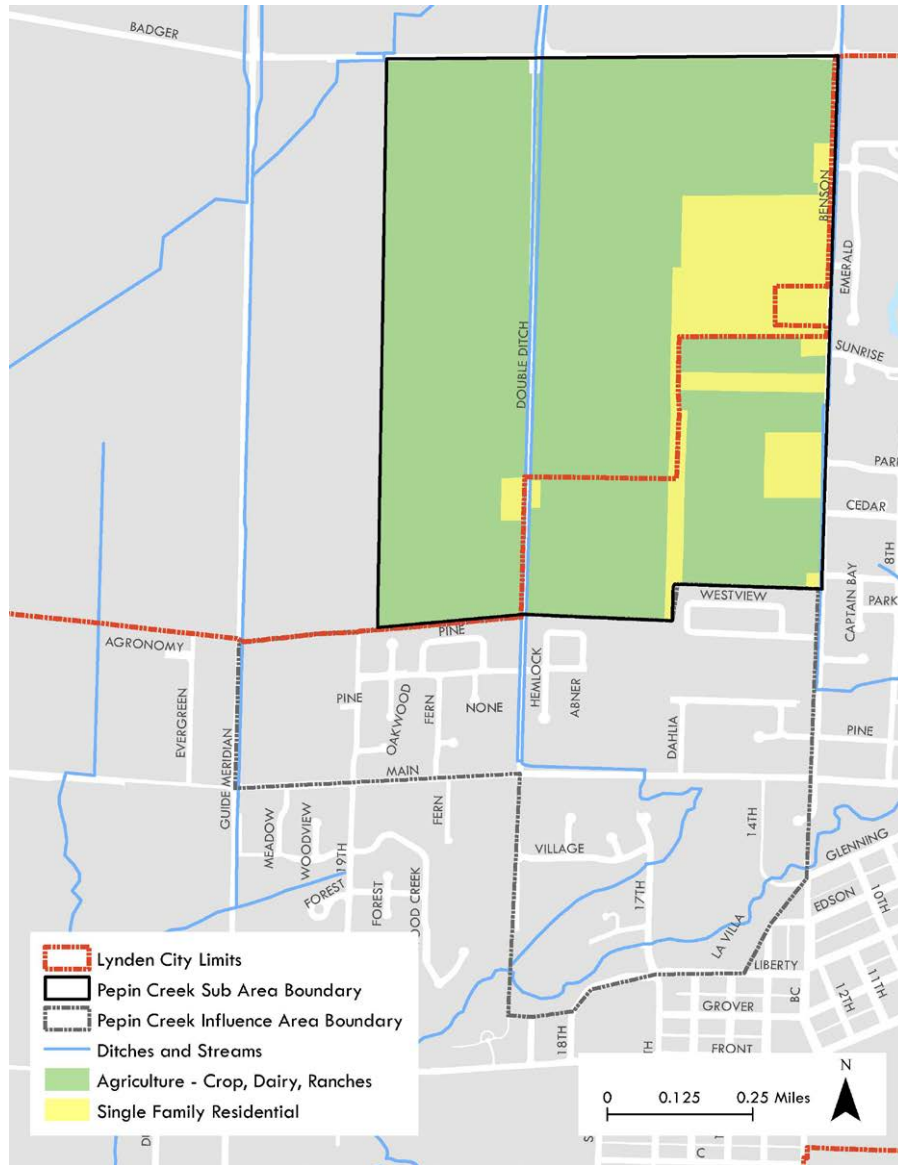 BADGER
BENSON
EMERALD
SUNRISE
DOUBLE DITCH
PARK
CEDAR
8TH
WESTVIEW
CAPTAIN BAY
PARK
AGRONOMY
PINE
EVERGREEN
PINE
OAKWOOD
FERN
NONE
HEMLOCK
ABNER
DAHLIA
PINE
GUIDE MERIDIAN
MAIN
MEADOW
WOODVIEW
19TH
FERN
VILLAGE
14TH
GLENNING
FOREST
FOREST
OOD CREEK
17TH
LA VILLA
EDSON
10TH
LIBERTY
BC
12TH
11TH
GROVER
18TH
TH
FRONT
Lynden City Limits
Pepin Creek Sub Area Boundary
Pepin Creek Influence Area Boundary
Ditches and Streams
Agriculture - Crop, Dairy, Ranches
Single Family Residential
0 0.125 0.25 Miles
N
S
C